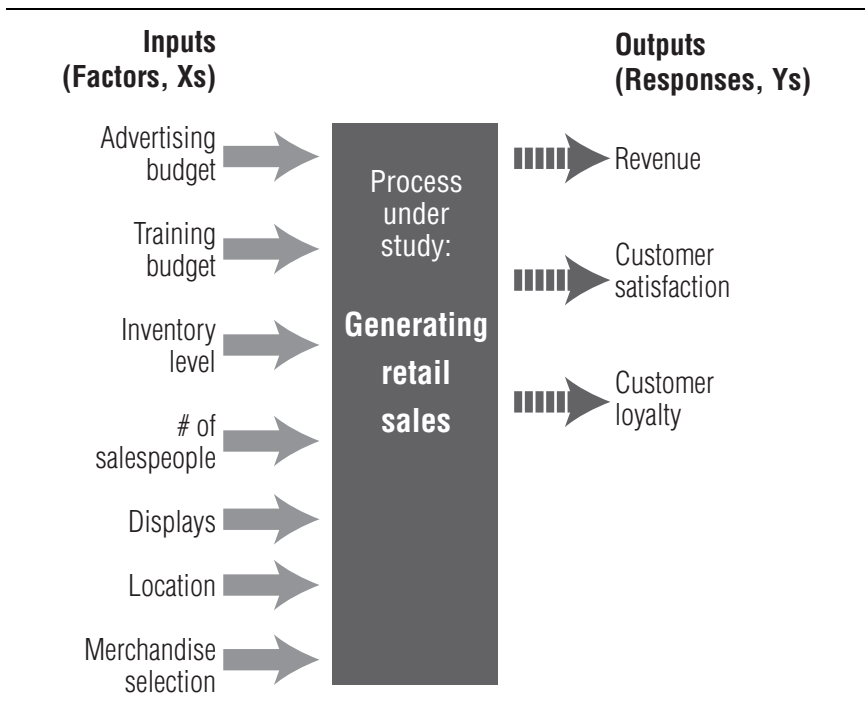 Inputs
(Factors, Xs)
Advertising
budget
Training
budget
Inventory
level
# of
salespeople
Displays
Location
Merchandise
selection
Process
under
study:
Generating
retail
sales
Outputs
(Responses, Ys)
Revenue
Customer
satisfaction
Customer
loyalty